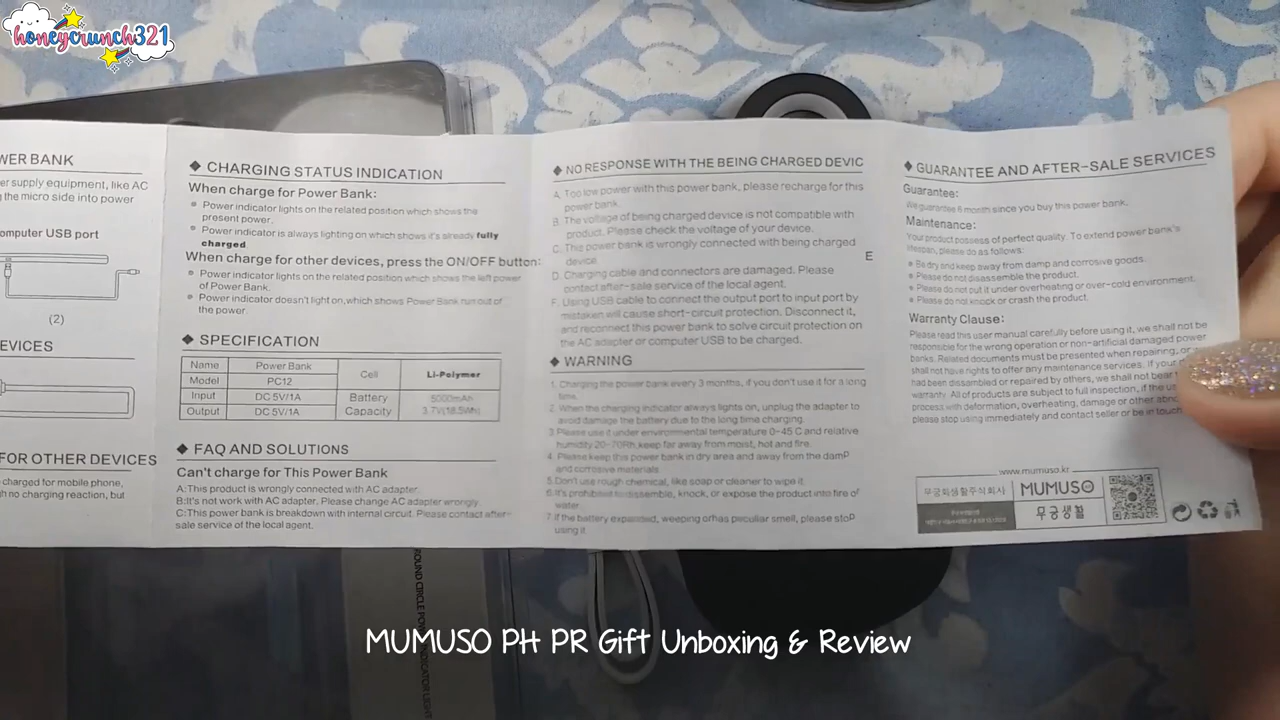 honeycrunch321
WER BANK
er supply equipment, like AC
g the micro side into power
omputer USB port
(2)
EVICES
FOR OTHER DEVICES
charged for mobile phone,
h no charging reaction, but
◆ CHARGING STATUS INDICATION
When charge for Power Bank:
Power indicator lights on the related position which shows the
present power.
Power indicator is always lighting on which shows it's already fully
charged
When charge for other devices, press the ON/OFF button:
Power indicator lights on the related position which shows the left power
of Power Bank.
Power indicator doesn't light on,which shows Power Bank run out of
the power.
◆ SPECIFICATION
Name Power Bank Cell Li-Polymer
Model PC12
Input DC 5V/1A Battery 5000mAh
Output DC 5V/1A Capacity 3.7V(18.5Wh)
◆ FAQ AND SOLUTIONS
Can't charge for This Power Bank
A:This product is wrongly connected with AC adapter.
B:It's not work with AC adapter. Please change AC adapter wrongly.
C:This power bank is breakdown with internal circuit. Please contact after-
sale service of the local agent.
◆ NO RESPONSE WITH THE BEING CHARGED DEVIC
E
A. Too low power with this power bank, please recharge for this
power bank.
B. The voltage of being charged device is not compatible with
product. Please check the voltage of your device.
C. This power bank is wrongly connected with being charged
device.
D. Charging cable and connectors are damaged. Please
contact after-sale service of the local agent.
F. Using USB cable to connect the output port to input port by
mistaken will cause short-circuit protection. Disconnect it,
and reconnect this power bank to solve circuit protection on
the AC adapter or computer USB to be charged.
◆ WARNING
1. Charging the power bank every 3 months, if you don't use it for a long
time.
2. When the charging indicator always lights on, unplug the adapter to
avoid damage the battery due to the long time charging.
3.Please use it under environmental temperature 0-45 C and relative
humidity 20-70Rh,keep far away from moist, hot and fire.
4. Please keep this power bank in dry area and away from the damP
and corrosive materials
5.Don't use rough chemical, like soap or cleaner to wipe it.
6.It's prohibited to dissemble, knock, or expose the product into fire of
water.
7.If the battery expanded, weeping orhas peculiar smell, please stoP
using it
◆ GUARANTEE AND AFTER-SALE SERVICES
Guarantee:
We guarantee 6 month since you buy this power bank.
Maintenance:
Your product possess of perfect quality. To extend power bank's
lifespan, please do as follows.
Be dry and keep away from damp and corrosive goods.
Please do not disassemble the product.
Please do not put it under overheating or over-cold environment.
Please do not knock or crash the product.
Warranty Clause:
Please read this user manual carefully before using it, we shall not be
responsible for the wrong operation or non-artificial damaged power
banks. Related documents must be presented when repairing, or
shall not have rights to offer any maintenance services. If your
had been dissembled or repaired by others, we shall not bear
warranty. All of products are subject to full inspection, if the us
process with deformation, overheating, damage or other abno
please stop using immediately and contact seller or be in touch
www.mumuso.kr
무궁화생활주식회사 MUMUSO
무궁생활
ROUND CIRCLE POWER INDICATOR LIGHT
MUMUSO PH PR Gift Unboxing & Review